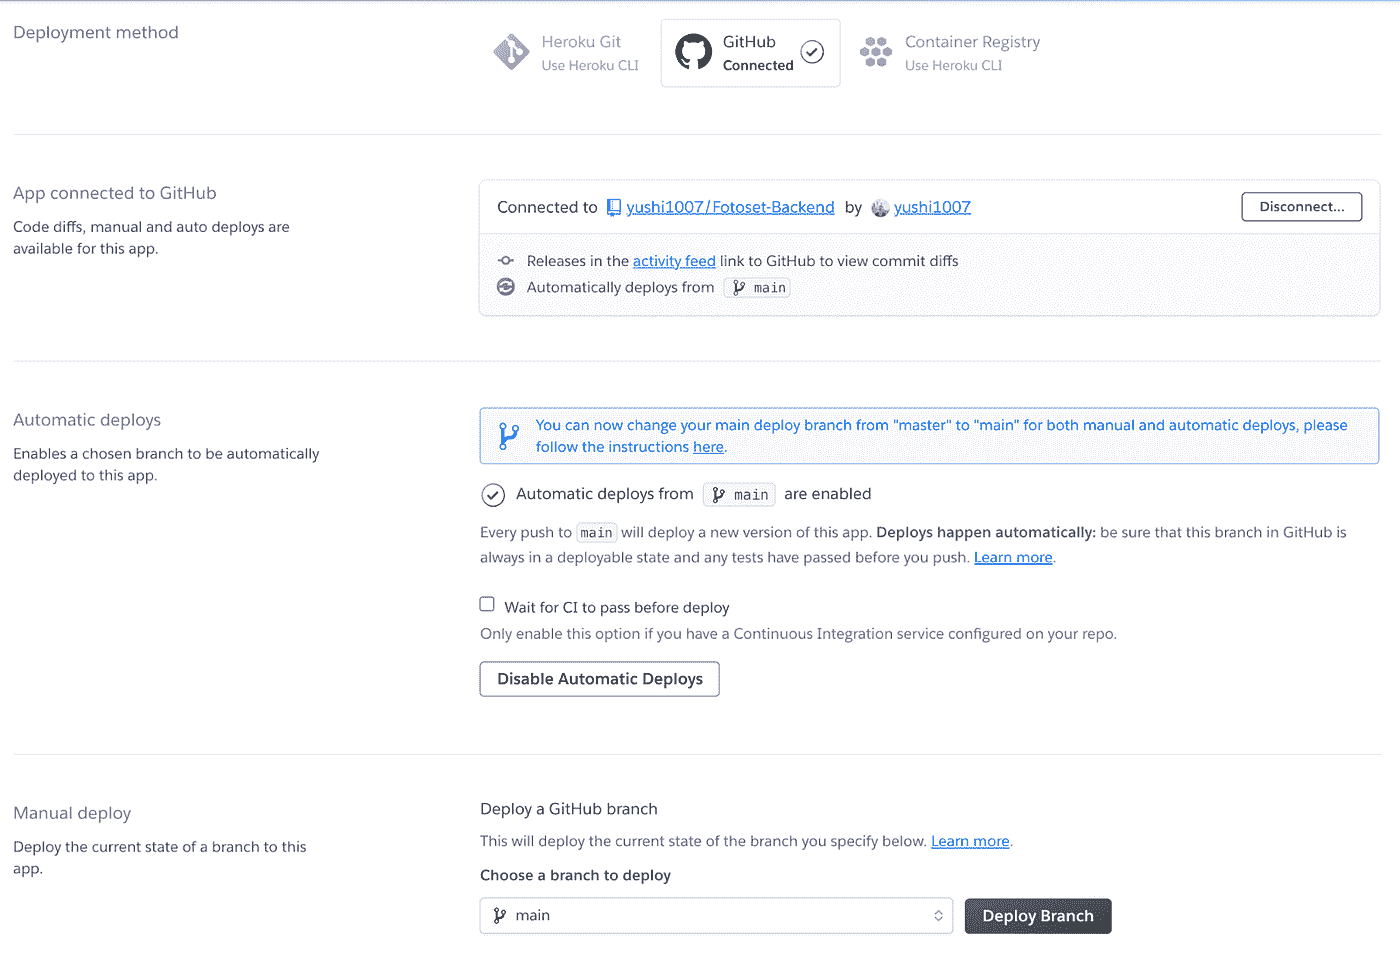 Deployment method
Heroku Git
Use Heroku CLI
GitHub
Connected
Container Registry
Use Heroku CLI
App connected to GitHub
Code diffs, manual and auto deploys are
available for this app.
Connected to yushi1007/Fotoset-Backend by yushi1007
Disconnect...
Releases in the activity feed link to GitHub to view commit diffs
Automatically deploys from main
Automatic deploys
Enables a chosen branch to be automatically
deployed to this app.
You can now change your main deploy branch from "master" to "main" for both manual and automatic deploys, please
follow the instructions here.
Automatic deploys from main are enabled
Every push to main will deploy a new version of this app. Deploys happen automatically: be sure that this branch in GitHub is
always in a deployable state and any tests have passed before you push. Learn more.
Wait for CI to pass before deploy
Only enable this option if you have a Continuous Integration service configured on your repo.
Disable Automatic Deploys
Manual deploy
Deploy the current state of a branch to this
app.
Deploy a GitHub branch
This will deploy the current state of the branch you specify below. Learn more.
Choose a branch to deploy
main
Deploy Branch